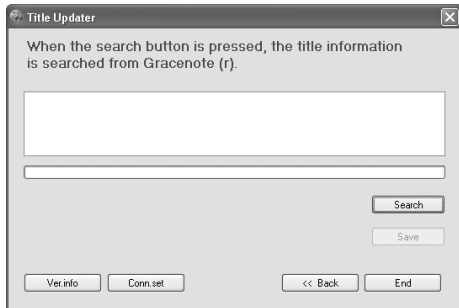 Title Updater
When the search button is pressed, the title information
is searched from Gracenote (r).
Search
Save
Ver.info
Conn.set
<< Back
End